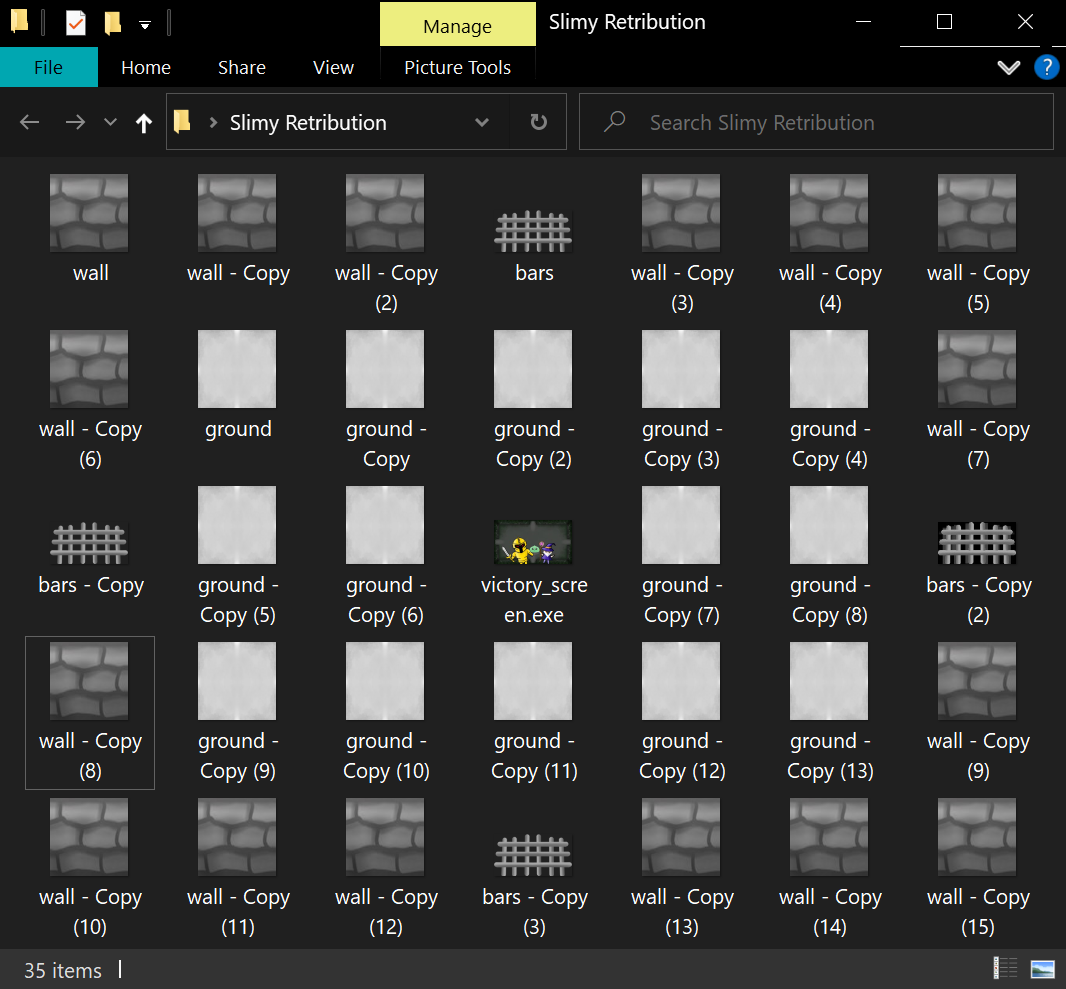 Manage
Slimy Retribution
File
Home
Share
View
Picture Tools
?
Slimy Retribution
Search Slimy Retribution
wall
wall - Copy
wall - Copy
(2)
bars
wall - Copy
(3)
wall - Copy
(4)
wall - Copy
(5)
wall - Copy
(6)
ground
ground -
Copy
ground -
Copy (2)
ground -
Copy (3)
ground -
Copy (4)
wall - Copy
(7)
bars - Copy
ground -
Copy (5)
ground -
Copy (6)
victory_scre
en.exe
ground -
Copy (7)
ground -
Copy (8)
bars - Copy
(2)
wall - Copy
(8)
ground -
Copy (9)
ground -
Copy (10)
ground -
Copy (11)
ground -
Copy (12)
ground -
Copy (13)
wall - Copy
(9)
wall - Copy
(10)
wall - Copy
(11)
wall - Copy
(12)
bars - Copy
(3)
wall - Copy
(13)
wall - Copy
(14)
wall - Copy
(15)
35 items